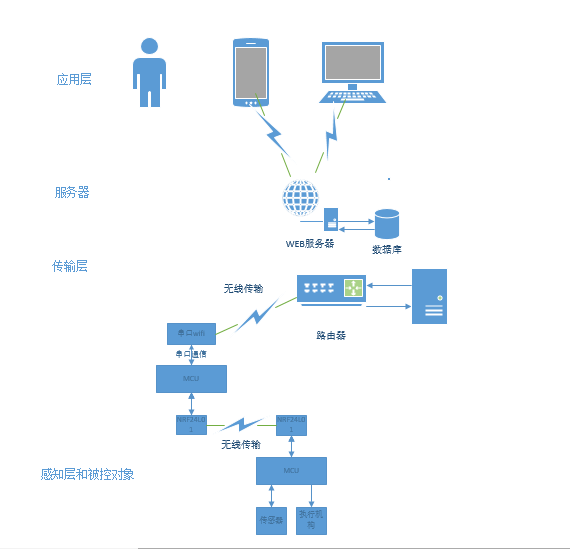 应用层
服务器
WEB服务器
数据库
传输层
无线传输
路由器
串口wifi
串口通信
MCU
NRF24l01
NRF24l01
无线传输
感知层和被控对象
MCU
传感器
执行机构